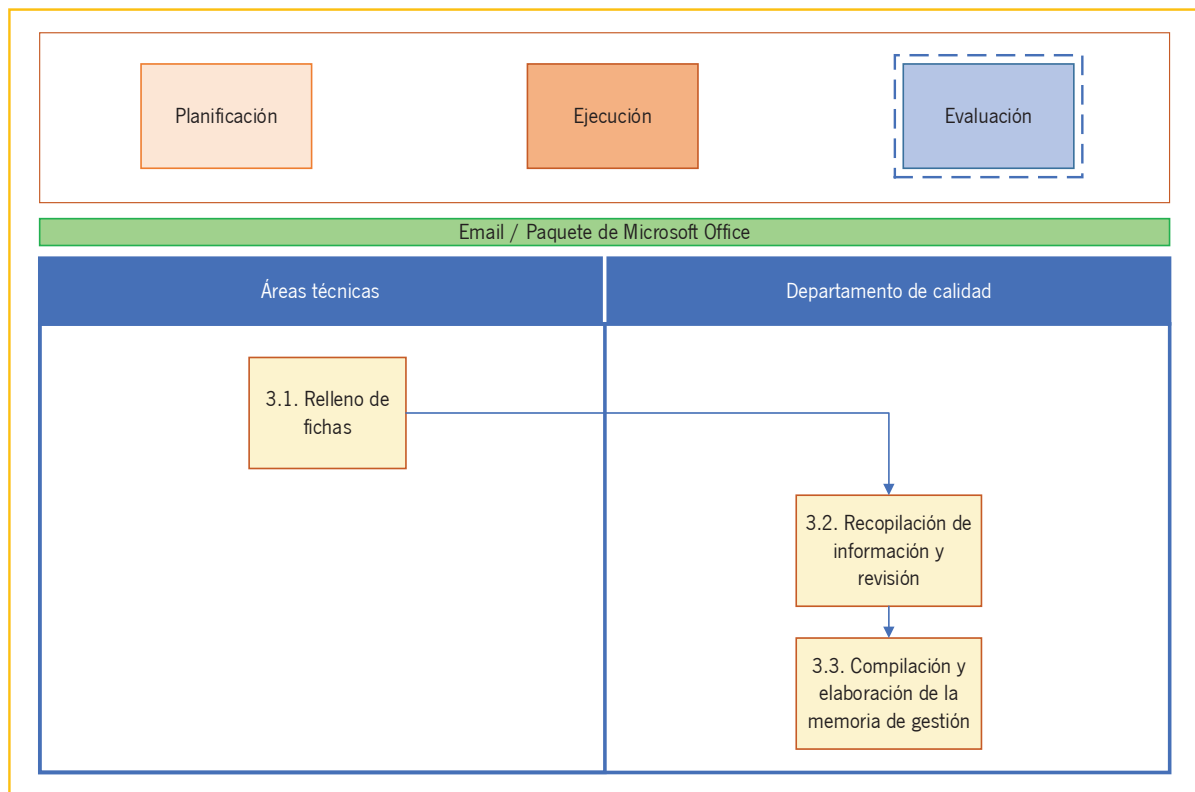 Planificación
Ejecución
Evaluación
Email / Paquete de Microsoft Office
Áreas técnicas
Departamento de calidad
3.1. Relleno de
fichas
3.2. Recopilación de
información y
revisión
3.3. Compilación y
elaboración de la
memoria de gestión